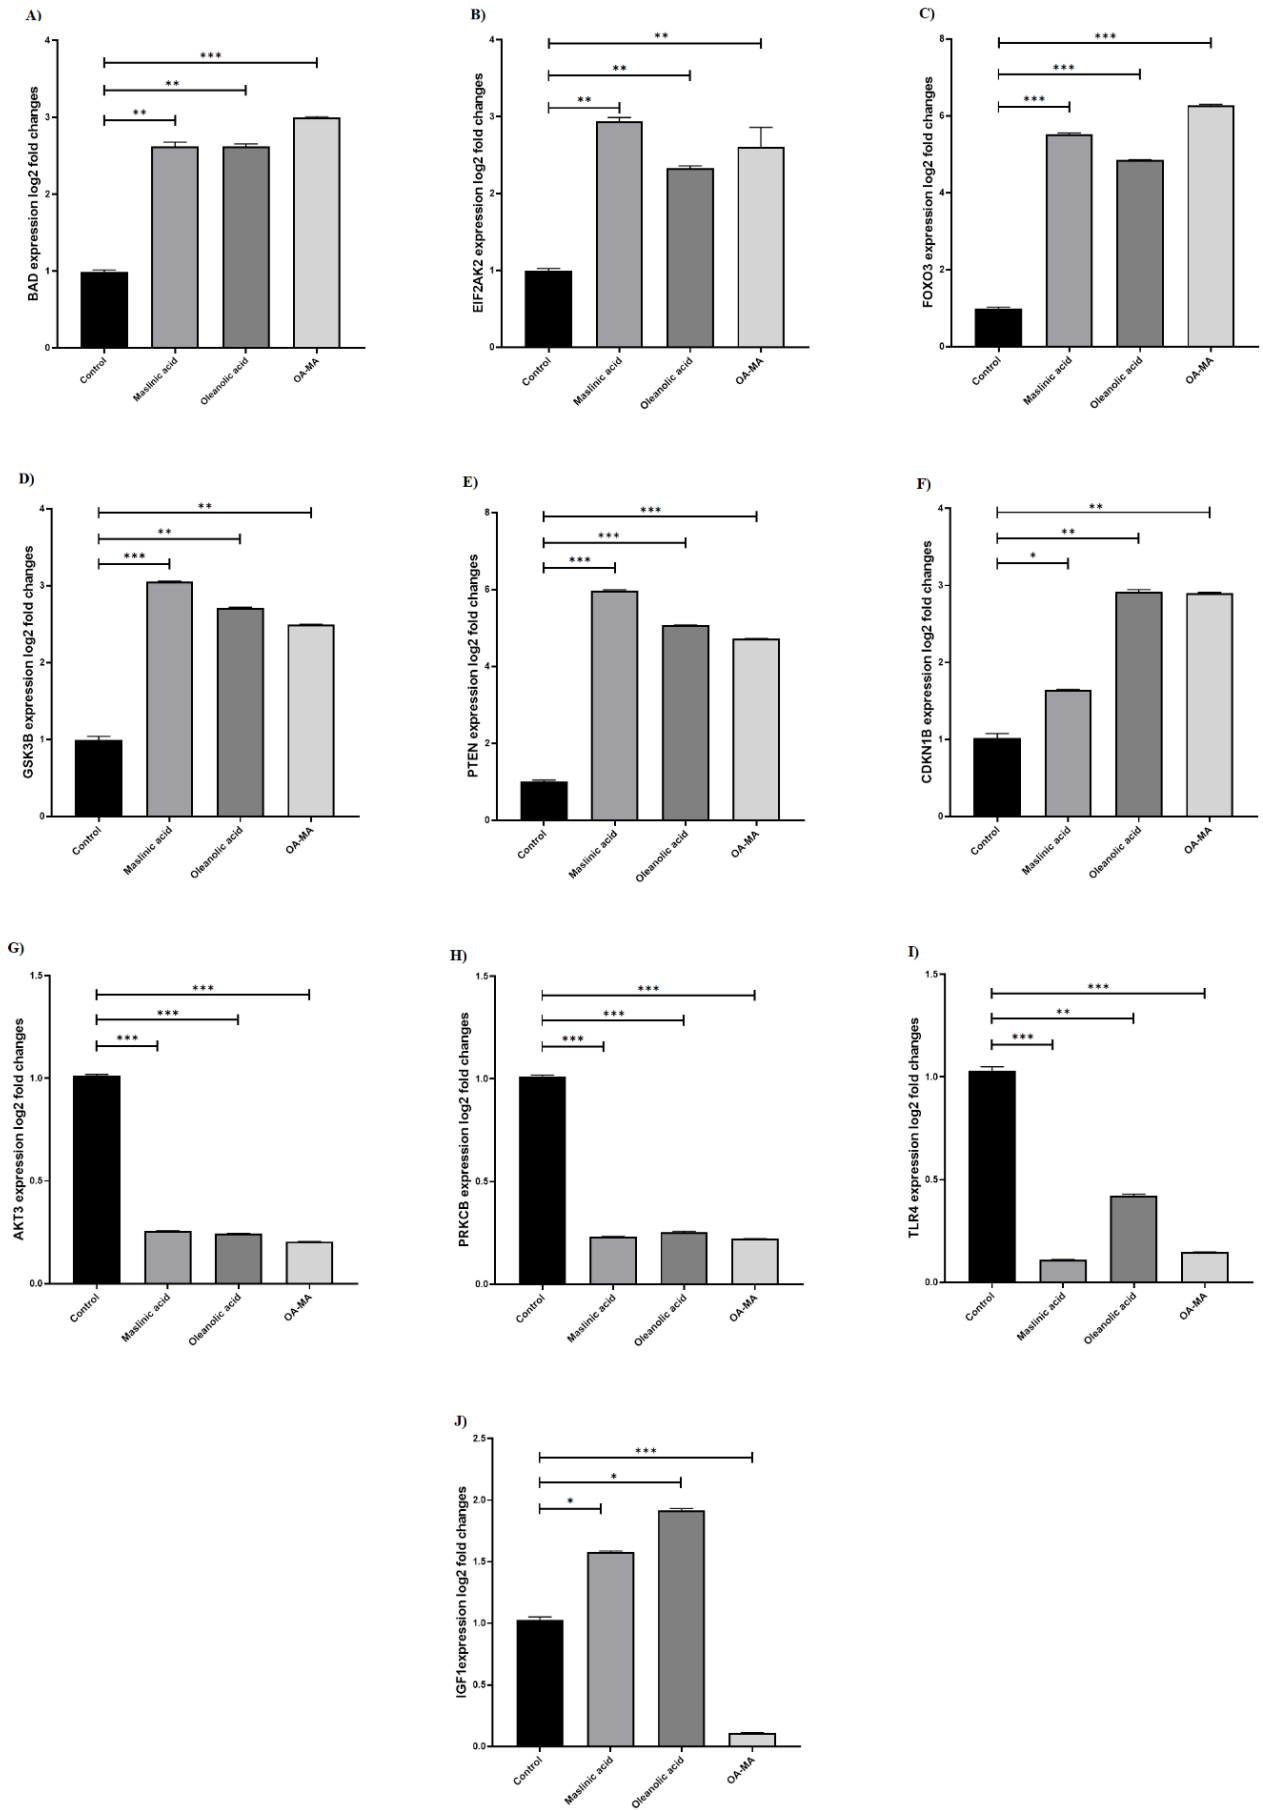 A)
BAD expression log2 fold changes
4
3
2
1
0
***
**
**
Control
Maslinic acid
Oleanolic acid
OA-MA
B)
EIF2AK2 expression log2 fold changes
4
3
2
1
0
**
**
**
Control
Maslinic acid
Oleanolic acid
OA-MA
C)
FOXO3 expression log2 fold changes
8
6
4
2
0
***
***
***
Control
Maslinic acid
Oleanolic acid
OA-MA
D)
GSK3B expression log2 fold changes
4
3
2
1
0
**
**
***
Control
Maslinic acid
Oleanolic acid
OA-MA
E)
PTEN expression log2 fold changes
8
6
4
2
0
***
***
***
Control
Maslinic acid
Oleanolic acid
OA-MA
F)
CDKN1B expression log2 fold changes
4
3
2
1
0
**
**
*
Control
Maslinic acid
Oleanolic acid
OA-MA
G)
AKT3 expression log2 fold changes
1.5
1.0
0.5
0.0
***
***
***
Control
Maslinic acid
Oleanolic acid
OA-MA
H)
PRKCB expression log2 fold changes
1.5
1.0
0.5
0.0
***
***
***
Control
Maslinic acid
Oleanolic acid
OA-MA
I)
TLR4 expression log2 fold changes
1.5
1.0
0.5
0.0
***
**
***
Control
Maslinic acid
Oleanolic acid
OA-MA
J)
IGF1expression log2 fold changes
2.5
2.0
1.5
1.0
0.5
0.0
***
*
*
Control
Maslinic acid
Oleanolic acid
OA-MA